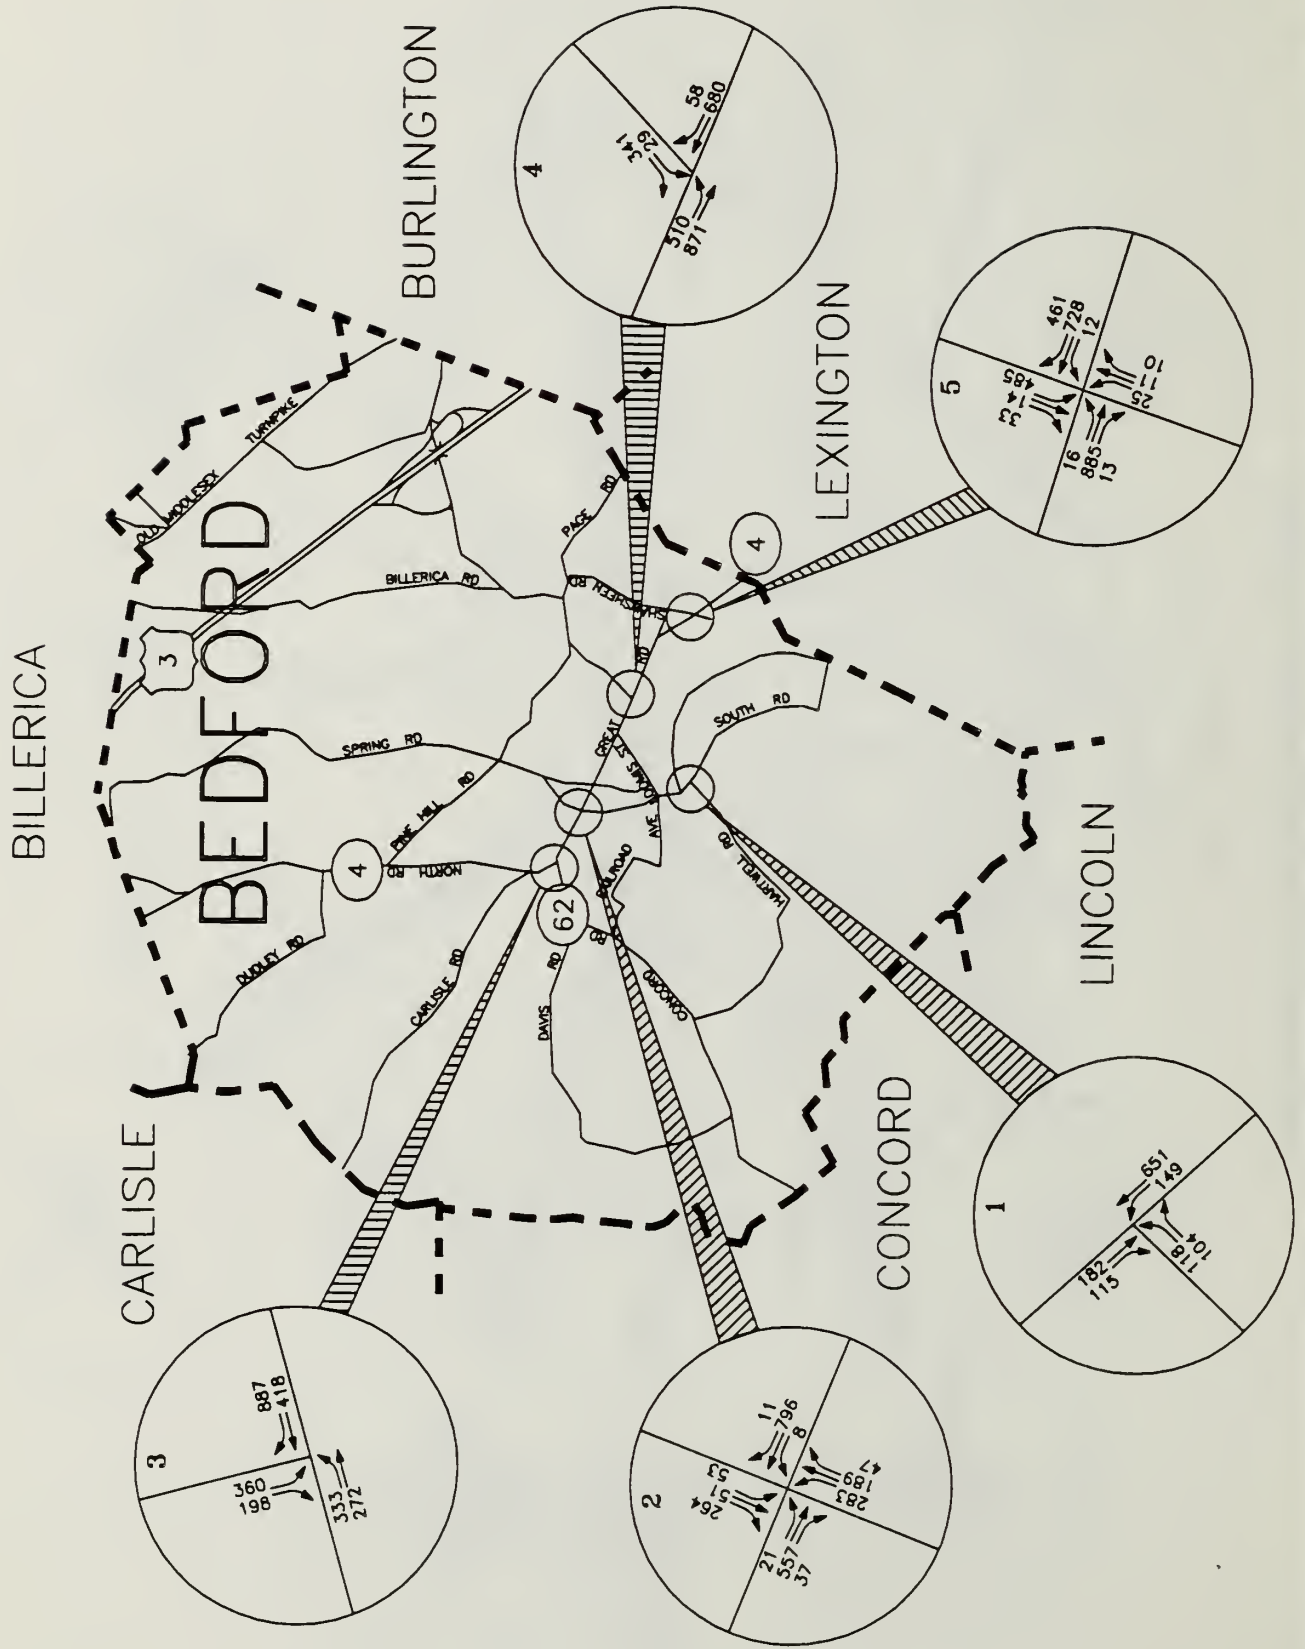 BILLERICA
BURLINGTON
LEXINGTON
LINCOLN
CONCORD
CARLISLE
BEDFORD
OLD MIDDLESEX TURNPIKE
3
BILLERICA RD
PAGE RD
SHAWSHEEN RD
SPRING RD
PINE HILL RD
NORTH RD
4
DUDLEY RD
CARLISLE RD
62
DAVIS RD
CONCORD RD
RAILROAD AVE
LOOMIS ST
GREAT RD
SOUTH RD
HARTWELL RD
4
4
341
29
58
680
510
871
5
33
14
485
461
728
12
16
885
13
25
11
10
3
360
198
887
418
333
272
2
264
51
53
11
796
8
21
557
37
283
189
47
1
182
115
651
149
118
104